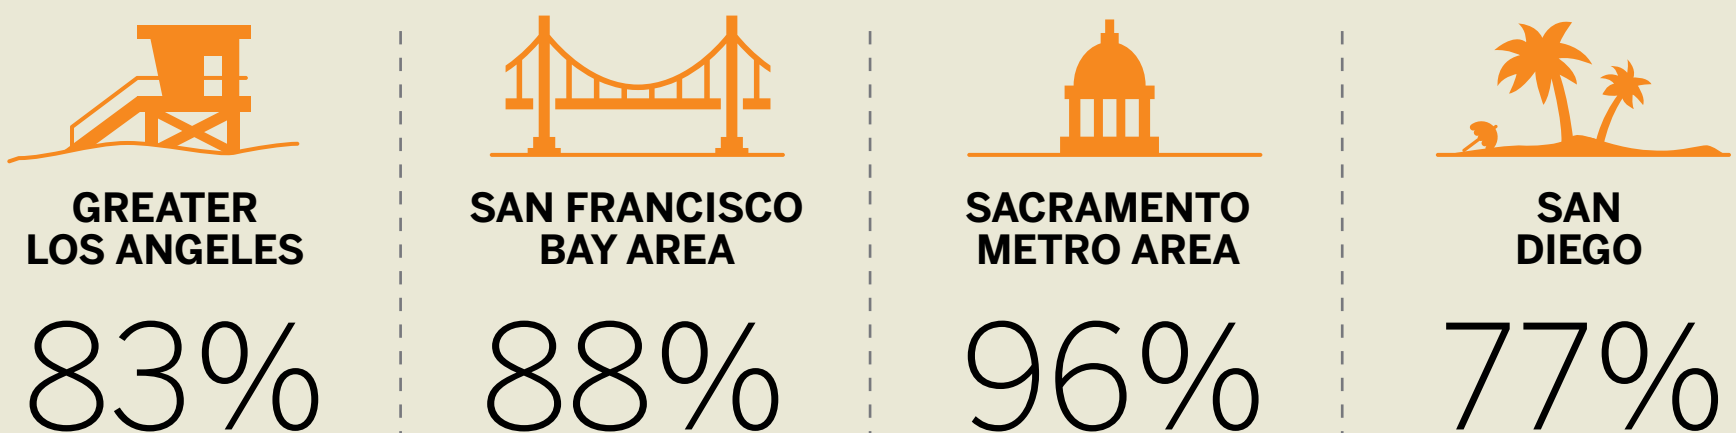 GREATER
LOS ANGELES
83%
SAN FRANCISCO
BAY AREA
88%
SACRAMENTO
METRO AREA
96%
SAN
DIEGO
77%